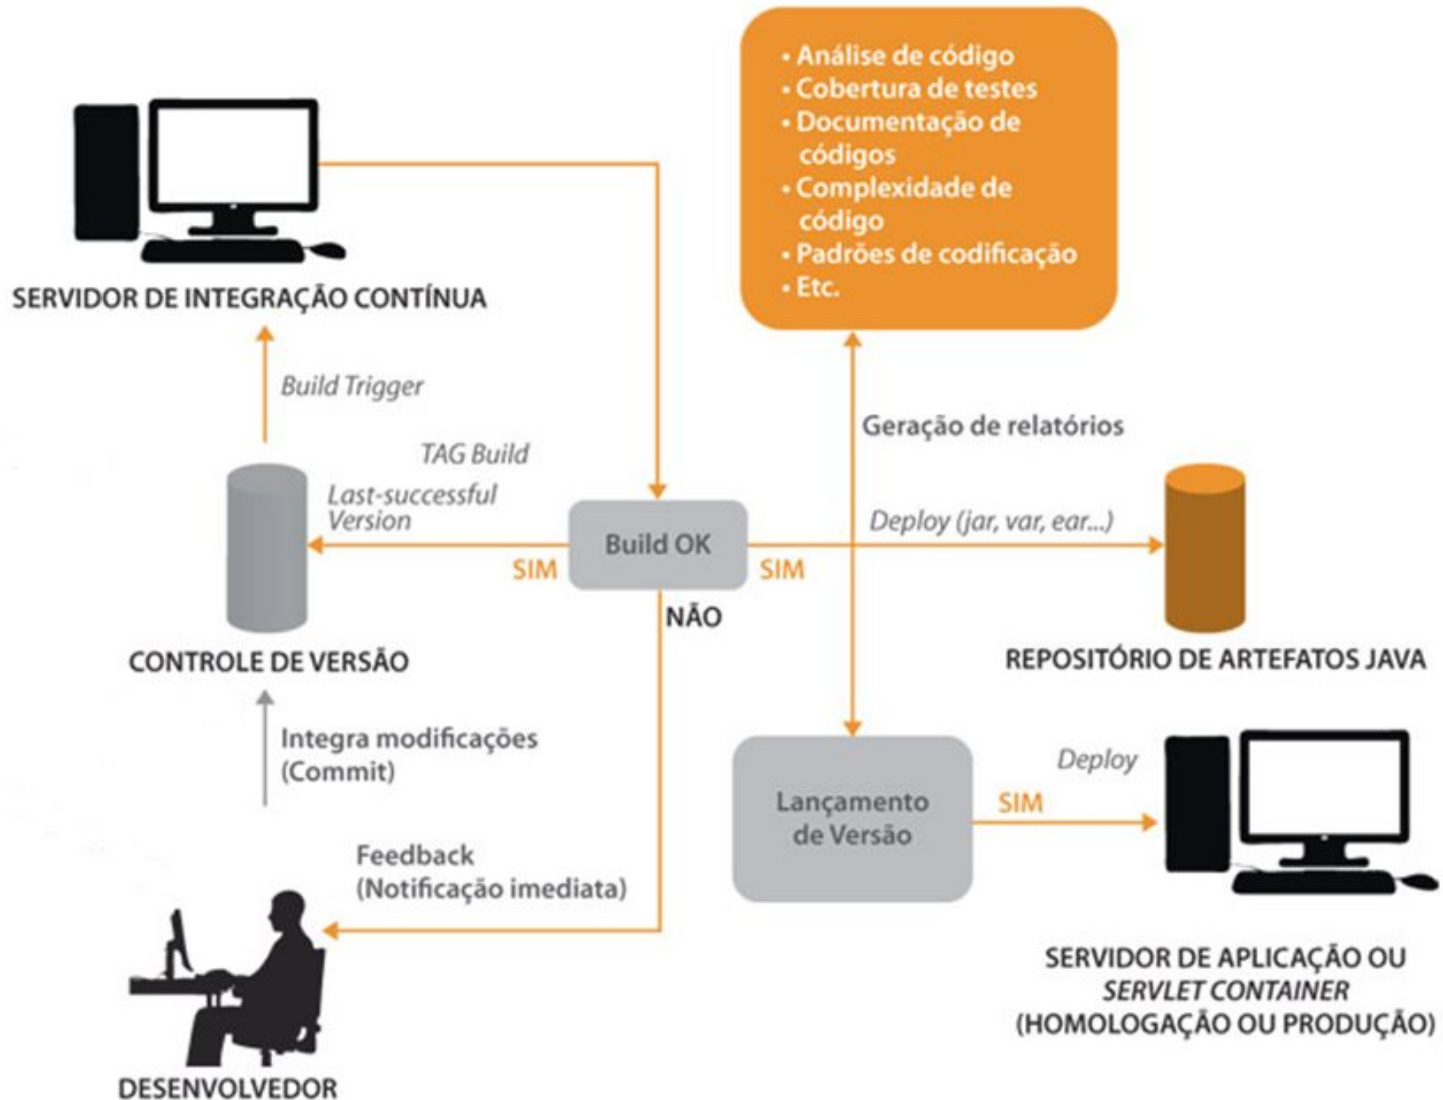 • Análise de código
• Cobertura de testes
• Documentação de
códigos
• Complexidade de
código
• Padrões de codificação
• Etc.
SERVIDOR DE INTEGRAÇÃO CONTÍNUA
Build Trigger
Geração de relatórios
TAG Build
Last-successful
Version
Build OK
Deploy (jar, var, ear...)
SIM
SIM
NÃO
CONTROLE DE VERSÃO
REPOSITÓRIO DE ARTEFATOS JAVA
Integra modificações
(Commit)
Deploy
Lançamento
de Versão
SIM
Feedback
(Notificação imediata)
SERVIDOR DE APLICAÇÃO OU
SERVLET CONTAINER
(HOMOLOGAÇÃO OU PRODUÇÃO)
DESENVOLVEDOR